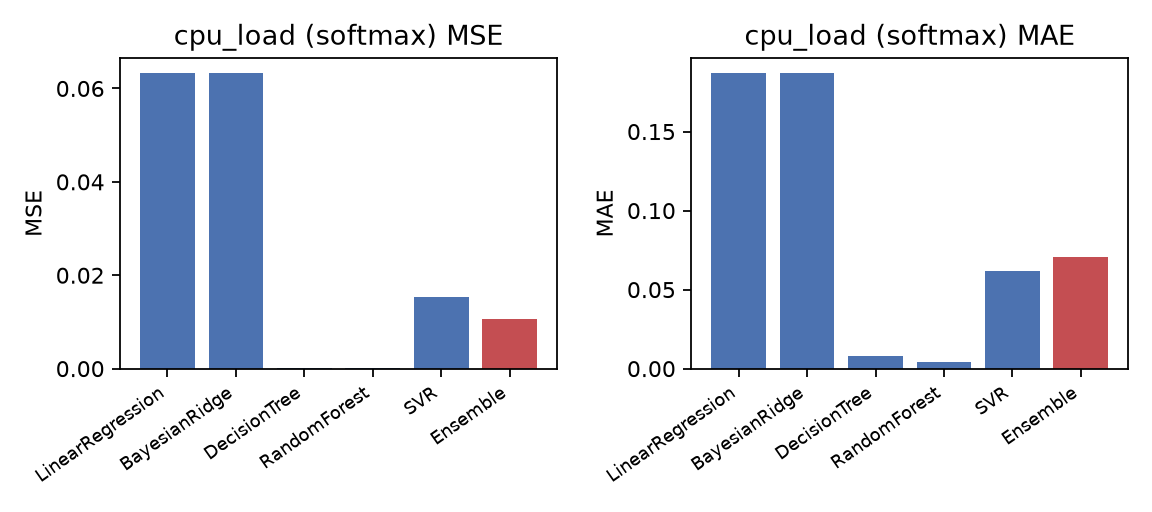 cpu_load (softmax) MSE
MSE
0.06
0.04
0.02
0.00
LinearRegression
BayesianRidge
DecisionTree
RandomForest
SVR
Ensemble
cpu_load (softmax) MAE
MAE
0.15
0.10
0.05
0.00
LinearRegression
BayesianRidge
DecisionTree
RandomForest
SVR
Ensemble